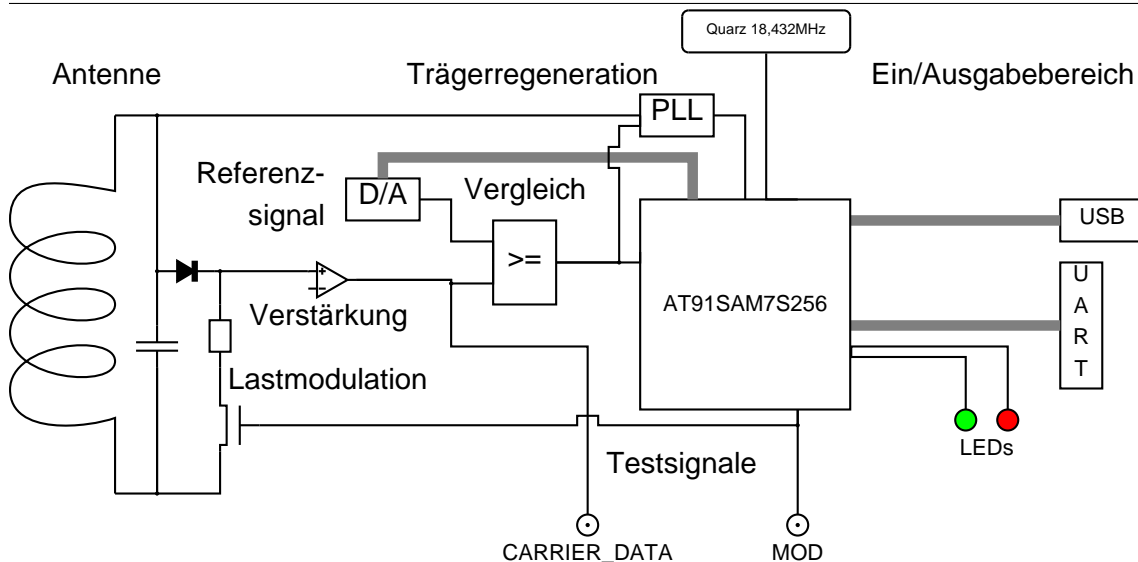 Quarz 18,432MHz
Antenne
Trägerregeneration
Ein/Ausgabebereich
PLL
Referenz-
signal
D/A
Vergleich
USB
>=
AT91SAM7S256
U
A
R
T
+
−
Verstärkung
Lastmodulation
LEDs
Testsignale
CARRIER_DATA
MOD